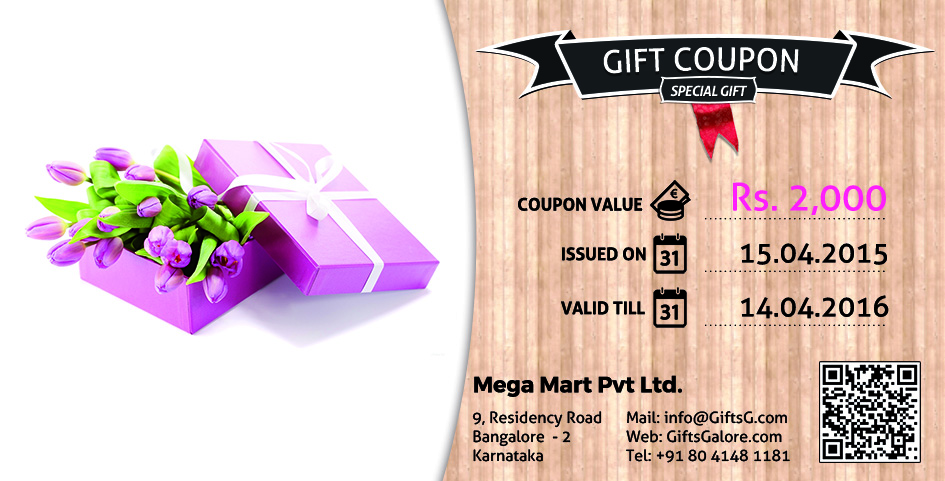 GIFT COUPON
SPECIAL GIFT
COUPON VALUE € Rs. 2,000
ISSUED ON 31 15.04.2015
VALID TILL 31 14.04.2016
Mega Mart Pvt Ltd.
9, Residency Road Mail: info@GiftsG.com
Bangalore - 2 Web: GiftsGalore.com
Karnataka Tel: +91 80 4148 1181